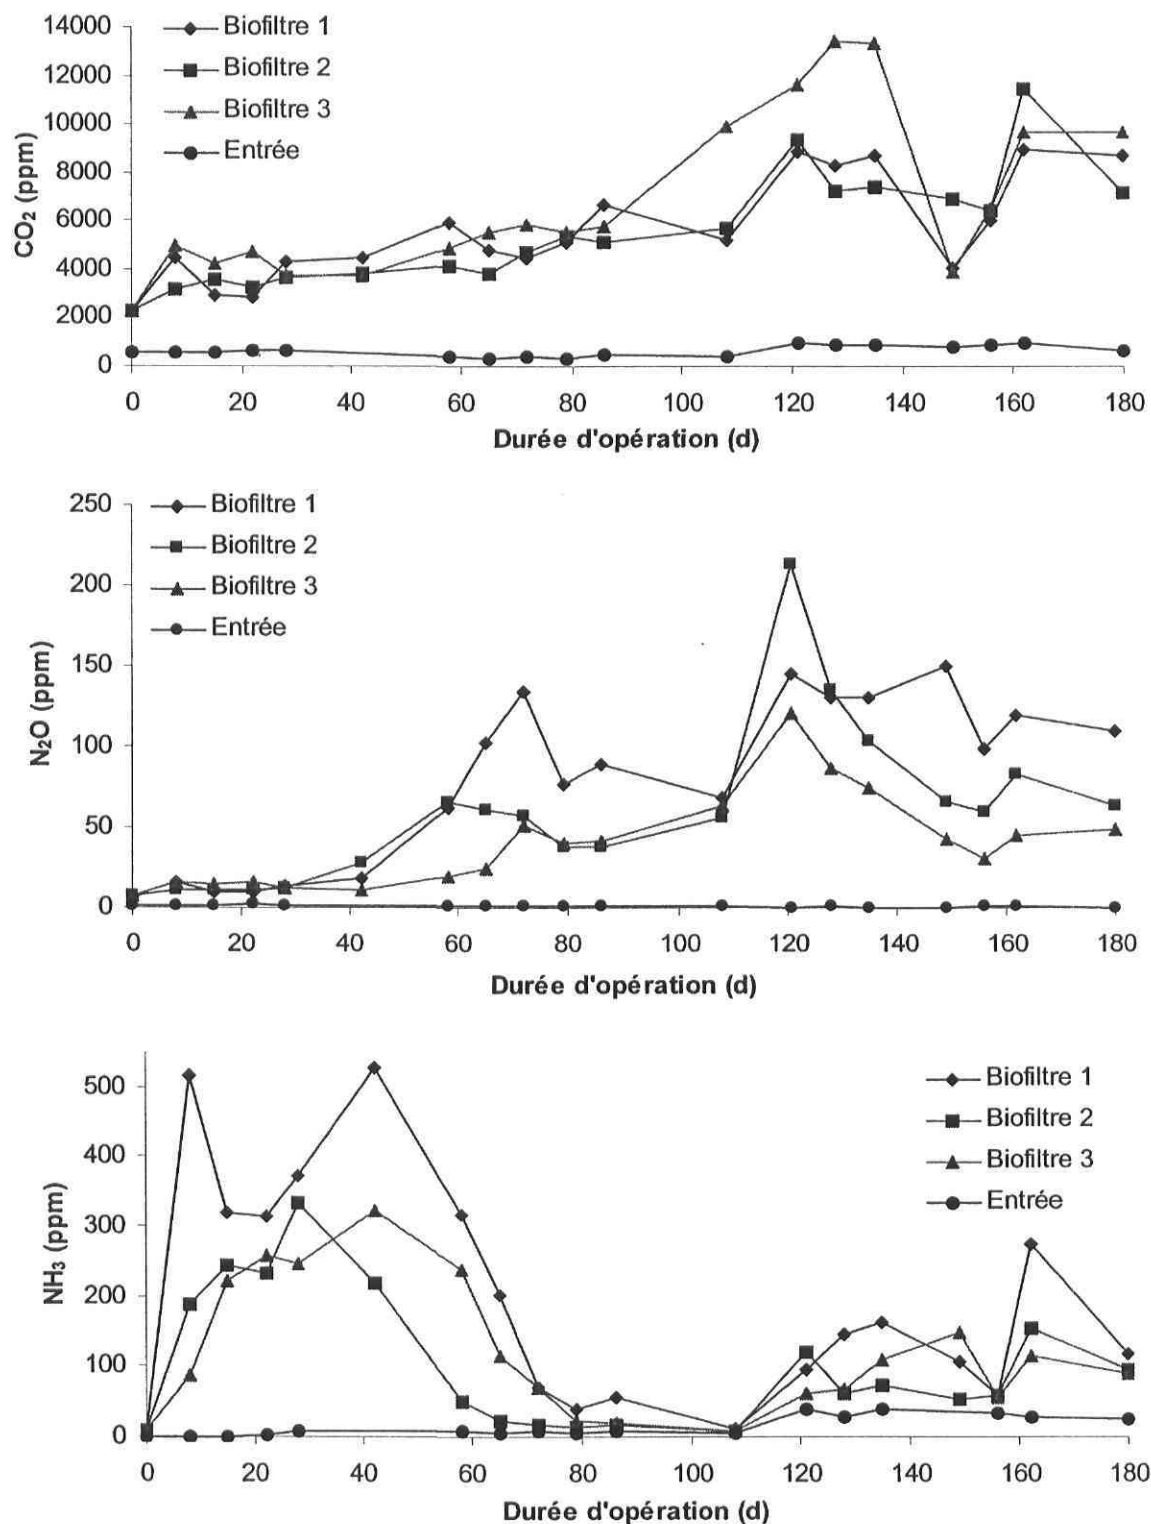 14000
12000
10000
8000
6000
4000
2000
0
CO₂ (ppm)
Biofiltre 1
Biofiltre 2
Biofiltre 3
Entrée
0 20 40 60 80 100 120 140 160 180
Durée d'opération (d)
250
200
150
100
50
0
N₂O (ppm)
Biofiltre 1
Biofiltre 2
Biofiltre 3
Entrée
0 20 40 60 80 100 120 140 160 180
Durée d'opération (d)
500
400
300
200
100
0
NH₃ (ppm)
Biofiltre 1
Biofiltre 2
Biofiltre 3
Entrée
0 20 40 60 80 100 120 140 160 180
Durée d'opération (d)